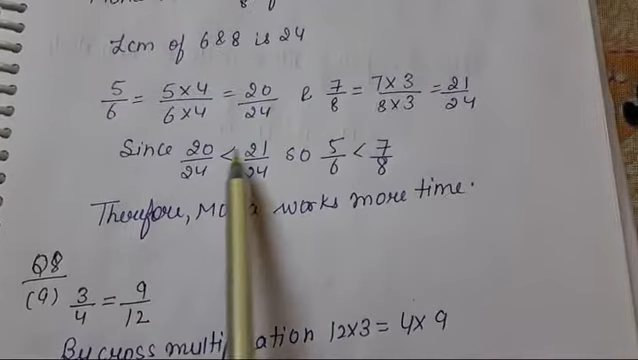 Lcm of 6 & 8 is 24
5/6 = 5×4/6×4 = 20/24 & 7/8 = 7×3/8×3 = 21/24
Since 20/24 < 21/24 so 5/6 < 7/8
Therefore, works more time.
Q8
(9) 3/4 = 9/12
By cross 12×3 = 4×9